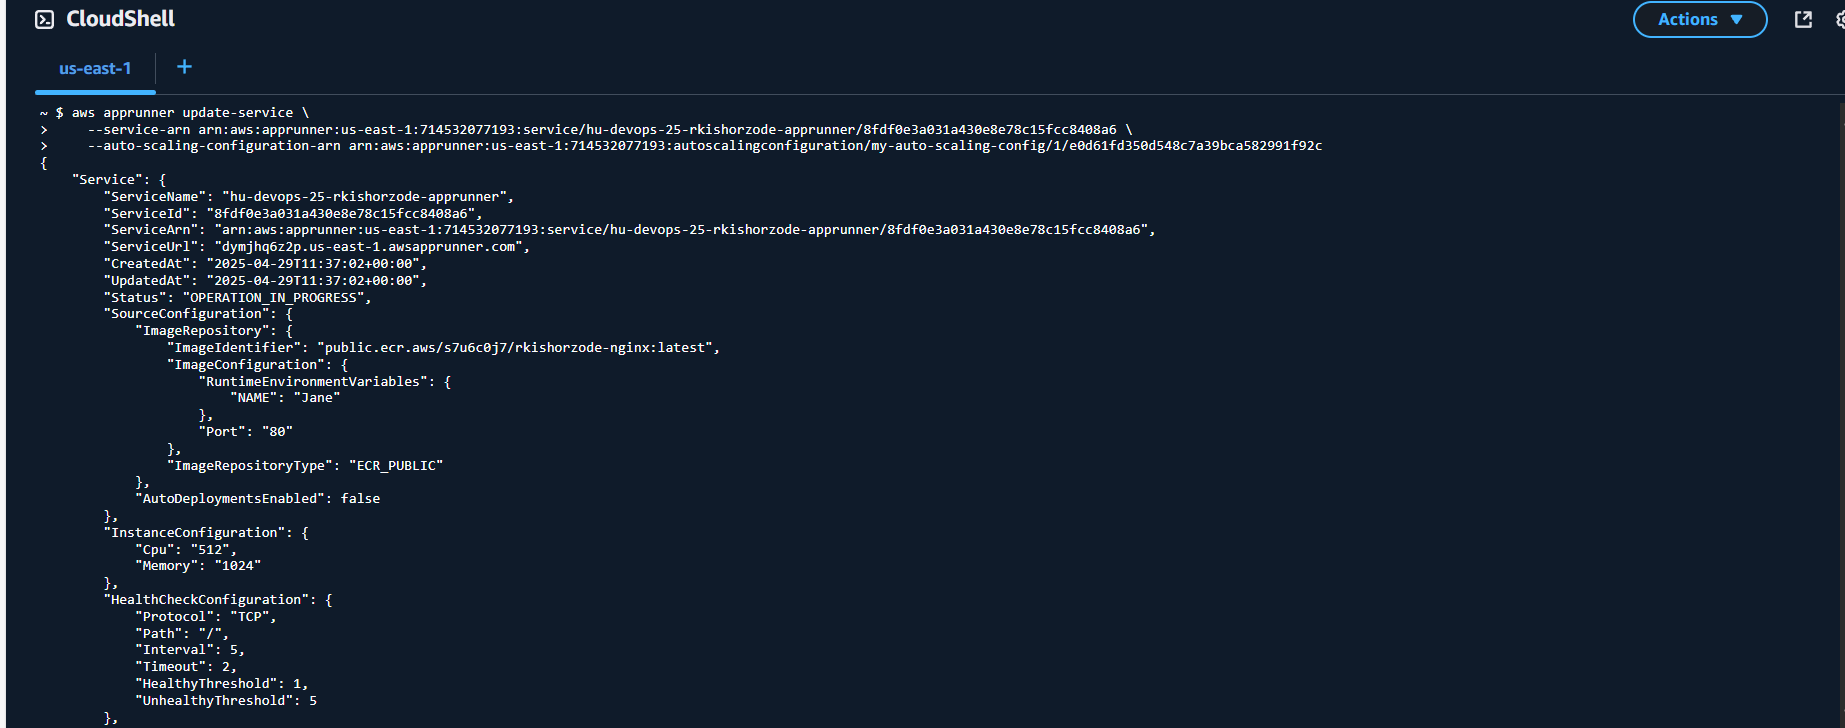 CloudShell
Actions ▼
us-east-1 +
~ $ aws apprunner update-service \
>     --service-arn arn:aws:apprunner:us-east-1:714532077193:service/hu-devops-25-rkishorzode-apprunner/8fdf0e3a031a430e8e78c15fcc8408a6 \
>     --auto-scaling-configuration-arn arn:aws:apprunner:us-east-1:714532077193:autoscalingconfiguration/my-auto-scaling-config/1/e0d61fd350d548c7a39bca582991f92c
{
    "Service": {
        "ServiceName": "hu-devops-25-rkishorzode-apprunner",
        "ServiceId": "8fdf0e3a031a430e8e78c15fcc8408a6",
        "ServiceArn": "arn:aws:apprunner:us-east-1:714532077193:service/hu-devops-25-rkishorzode-apprunner/8fdf0e3a031a430e8e78c15fcc8408a6",
        "ServiceUrl": "dymjhq6z2p.us-east-1.awsapprunner.com",
        "CreatedAt": "2025-04-29T11:37:02+00:00",
        "UpdatedAt": "2025-04-29T11:37:02+00:00",
        "Status": "OPERATION_IN_PROGRESS",
        "SourceConfiguration": {
            "ImageRepository": {
                "ImageIdentifier": "public.ecr.aws/s7u6c0j7/rkishorzode-nginx:latest",
                "ImageConfiguration": {
                    "RuntimeEnvironmentVariables": {
                        "NAME": "Jane"
                    },
                    "Port": "80"
                },
                "ImageRepositoryType": "ECR_PUBLIC"
            },
            "AutoDeploymentsEnabled": false
        },
        "InstanceConfiguration": {
            "Cpu": "512",
            "Memory": "1024"
        },
        "HealthCheckConfiguration": {
            "Protocol": "TCP",
            "Path": "/",
            "Interval": 5,
            "Timeout": 2,
            "HealthyThreshold": 1,
            "UnhealthyThreshold": 5
        },